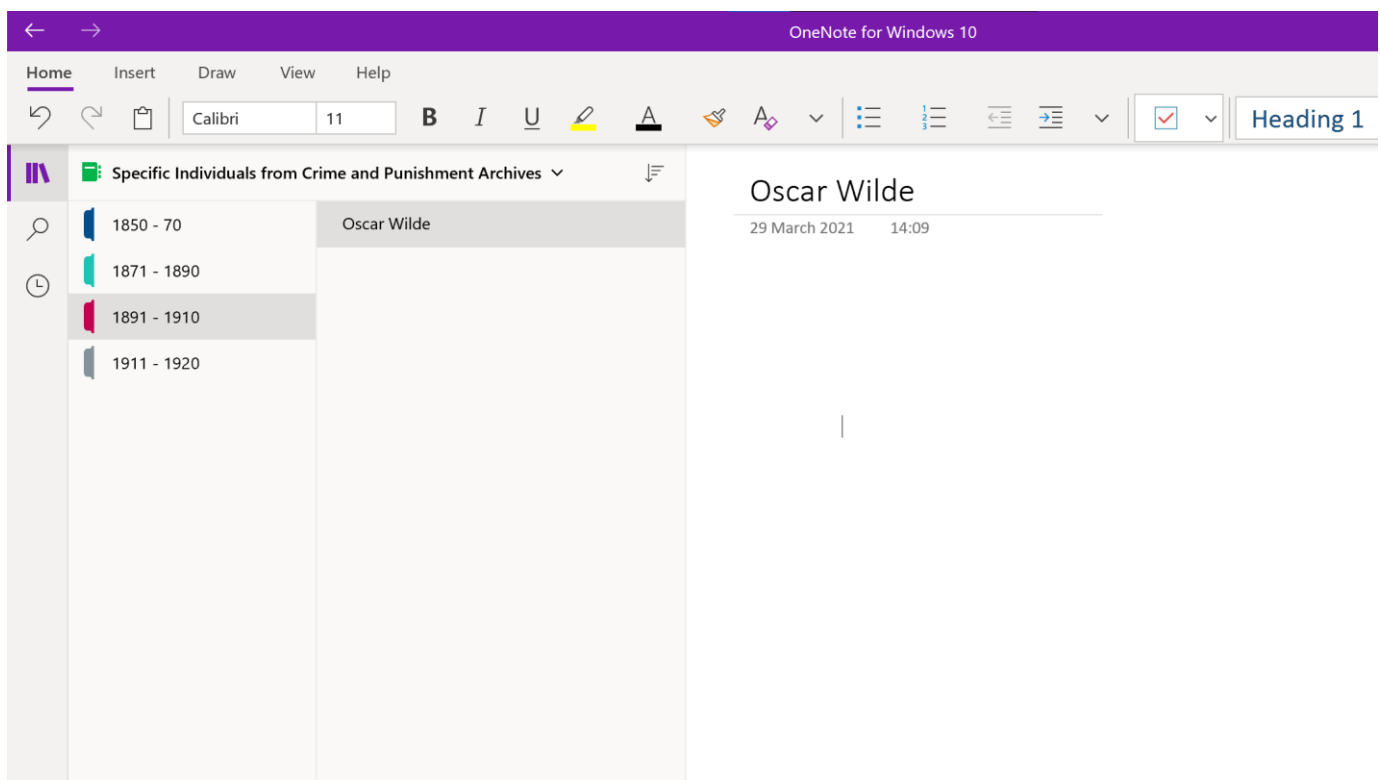 OneNote for Windows 10
Home Insert Draw View Help
Calibri 11 B I U A A Heading 1
Specific Individuals from Crime and Punishment Archives
1850 - 70
1871 - 1890
1891 - 1910
1911 - 1920
Oscar Wilde
Oscar Wilde
29 March 2021 14:09